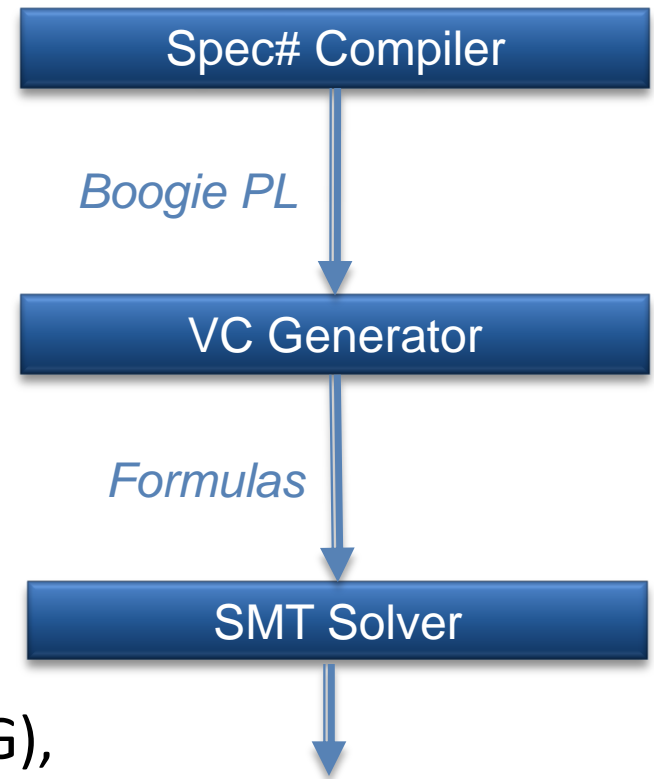 Spec# Compiler
Boogie PL
VC Generator
Formulas
SMT Solver
G),